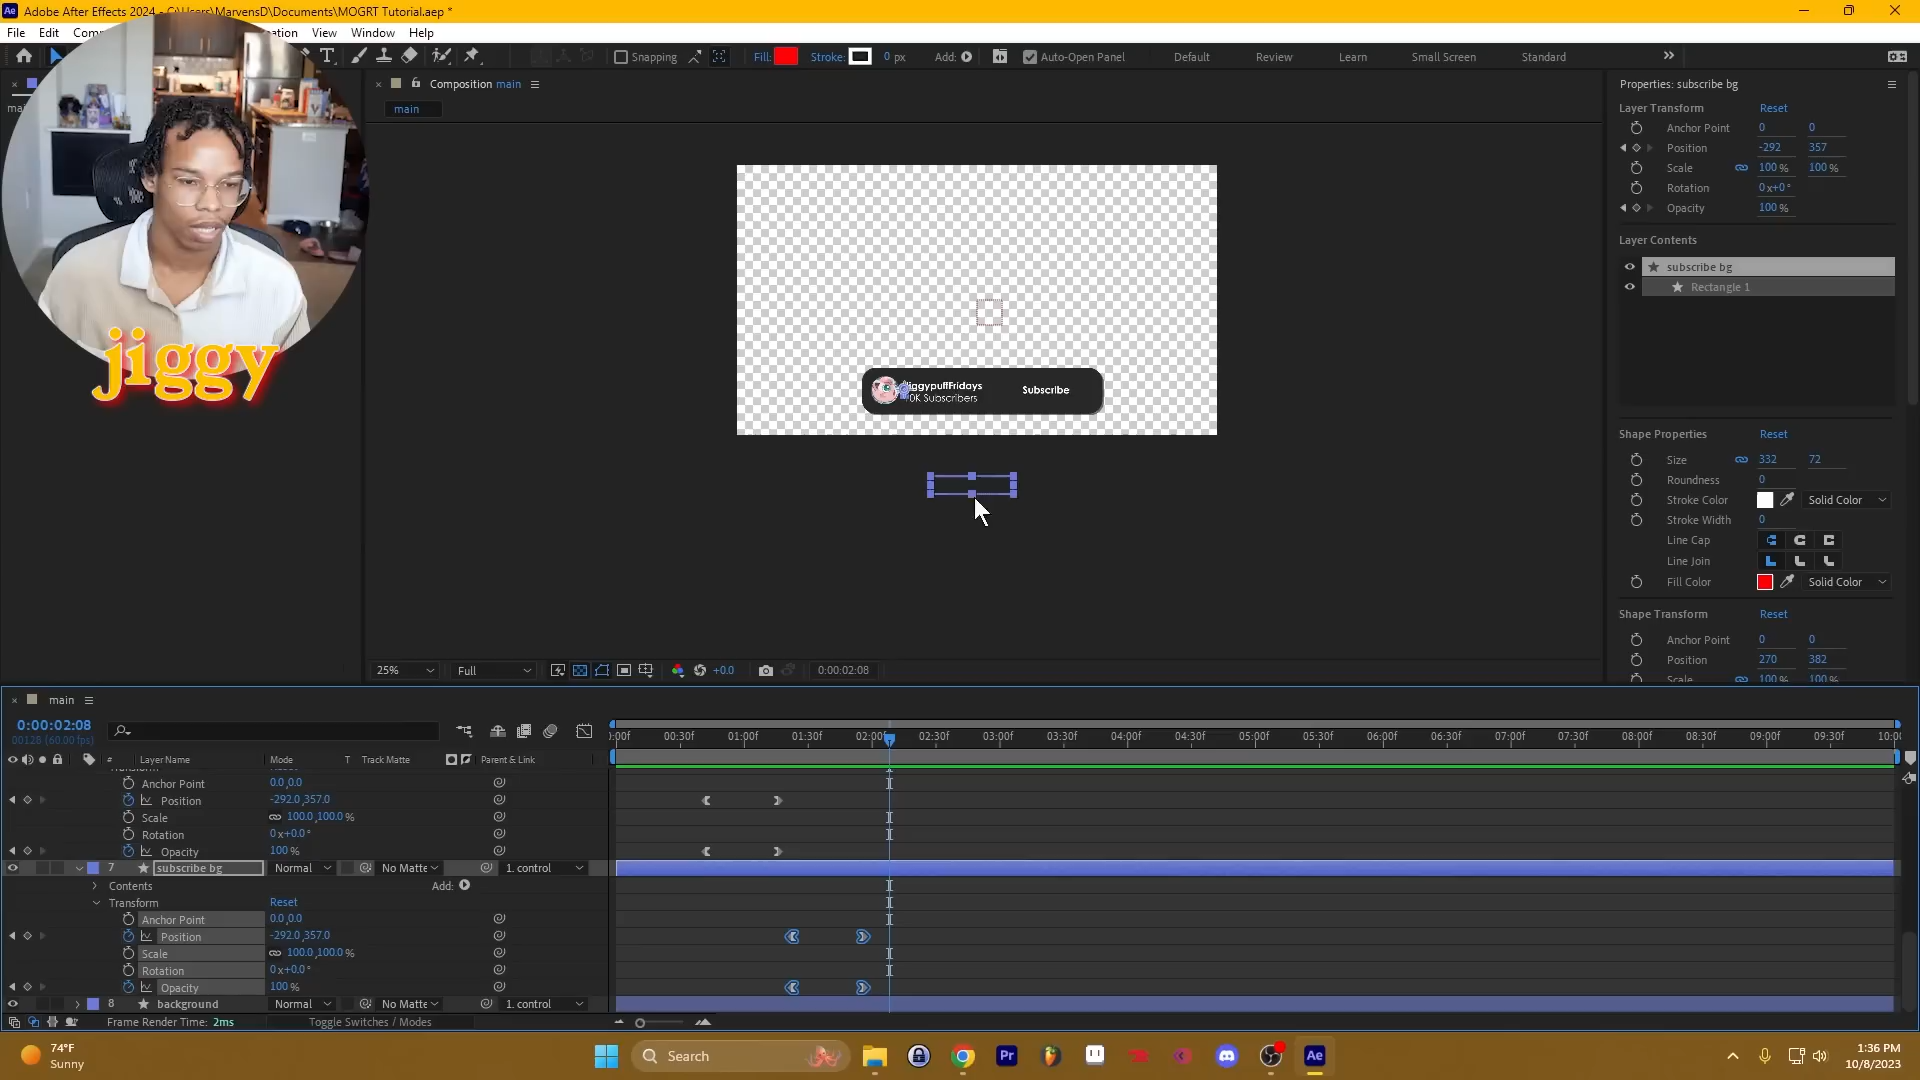 Adobe After Effects 2024 - C:\Users\MarvensD\Documents\MOGRT Tutorial.aep *
File Edit View Window Help
Snapping Fill: Stroke: 0 px Add: Auto-Open Panel Default Review Learn Small Screen Standard
Composition main
main
Properties: subscribe bg
Layer Transform Reset
Anchor Point 0 0
Position -292 357
Scale 100 % 100 %
Rotation 0x+0°
Opacity 100 %
Layer Contents
subscribe bg
Rectangle 1
jiggy
JiggypuffFridays
0K Subscribers
Subscribe
Shape Properties Reset
Size 332 72
Roundness 0
Stroke Color Solid Color
Stroke Width 0
Line Cap
Line Join
Fill Color Solid Color
Shape Transform Reset
Anchor Point 0 0
Position 270 382
Scale 100 % 100 %
25% Full +0.0 0:00:02:08
main
0:00:02:08
00128 (60.00 fps)
:00f 00:30f 01:00f 01:30f 02:00f 02:30f 03:00f 03:30f 04:00f 04:30f 05:00f 05:30f 06:00f 06:30f 07:00f 07:30f 08:00f 08:30f 09:00f 09:30f 10:0
# Layer Name Mode T Track Matte Parent & Link
Anchor Point 0.0,0.0
Position -292.0,357.0
Scale 100.0,100.0 %
Rotation 0x+0.0°
Opacity 100 %
7 subscribe bg Normal No Matte 1. control
Contents Add:
Transform Reset
Anchor Point 0.0,0.0
Position -292.0,357.0
Scale 100.0,100.0 %
Rotation 0x+0.0°
Opacity 100 %
8 background Normal No Matte 1. control
Frame Render Time: 2ms Toggle Switches / Modes
74°F
Sunny
Search
Pr
Ae
1:36 PM
10/8/2023